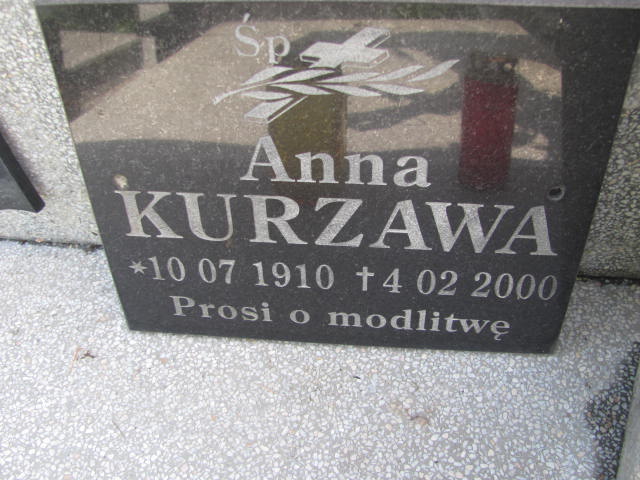 Śp
Anna
KURZAWA
*10 07 1910 †4 02 2000
Prosi o modlitwę